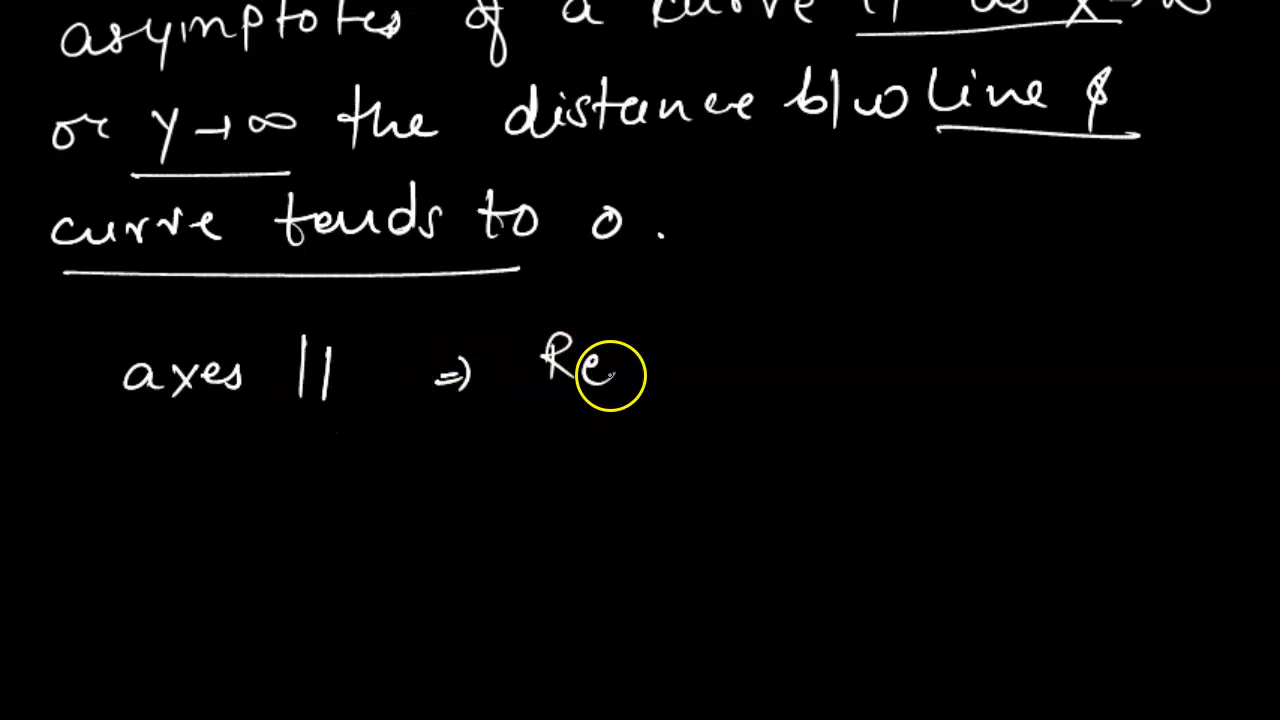 asymptotes of a curve if as x→∞
or y→∞ the distance b/w line &
curve tends to 0.
axes || ⇒ Re